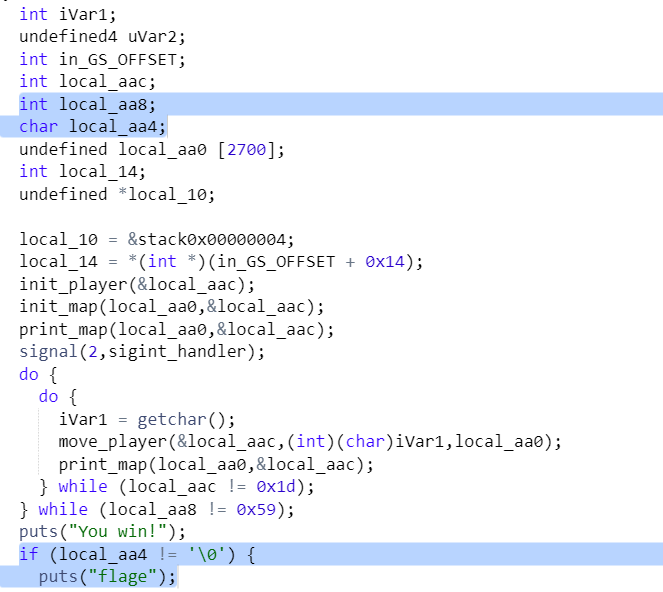 int iVar1;
undefined4 uVar2;
int in_GS_OFFSET;
int local_aac;
int local_aa8;
char local_aa4;
undefined local_aa0 [2700];
int local_14;
undefined *local_10;
local_10 = &stack0x00000004;
local_14 = *(int *)(in_GS_OFFSET + 0x14);
init_player(&local_aac);
init_map(local_aa0,&local_aac);
print_map(local_aa0,&local_aac);
signal(2,sigint_handler);
do {
do {
iVar1 = getchar();
move_player(&local_aac,(int)(char)iVar1,local_aa0);
print_map(local_aa0,&local_aac);
} while (local_aac != 0x1d);
} while (local_aa8 != 0x59);
puts("You win!");
if (local_aa4 != '\0') {
puts("flage");